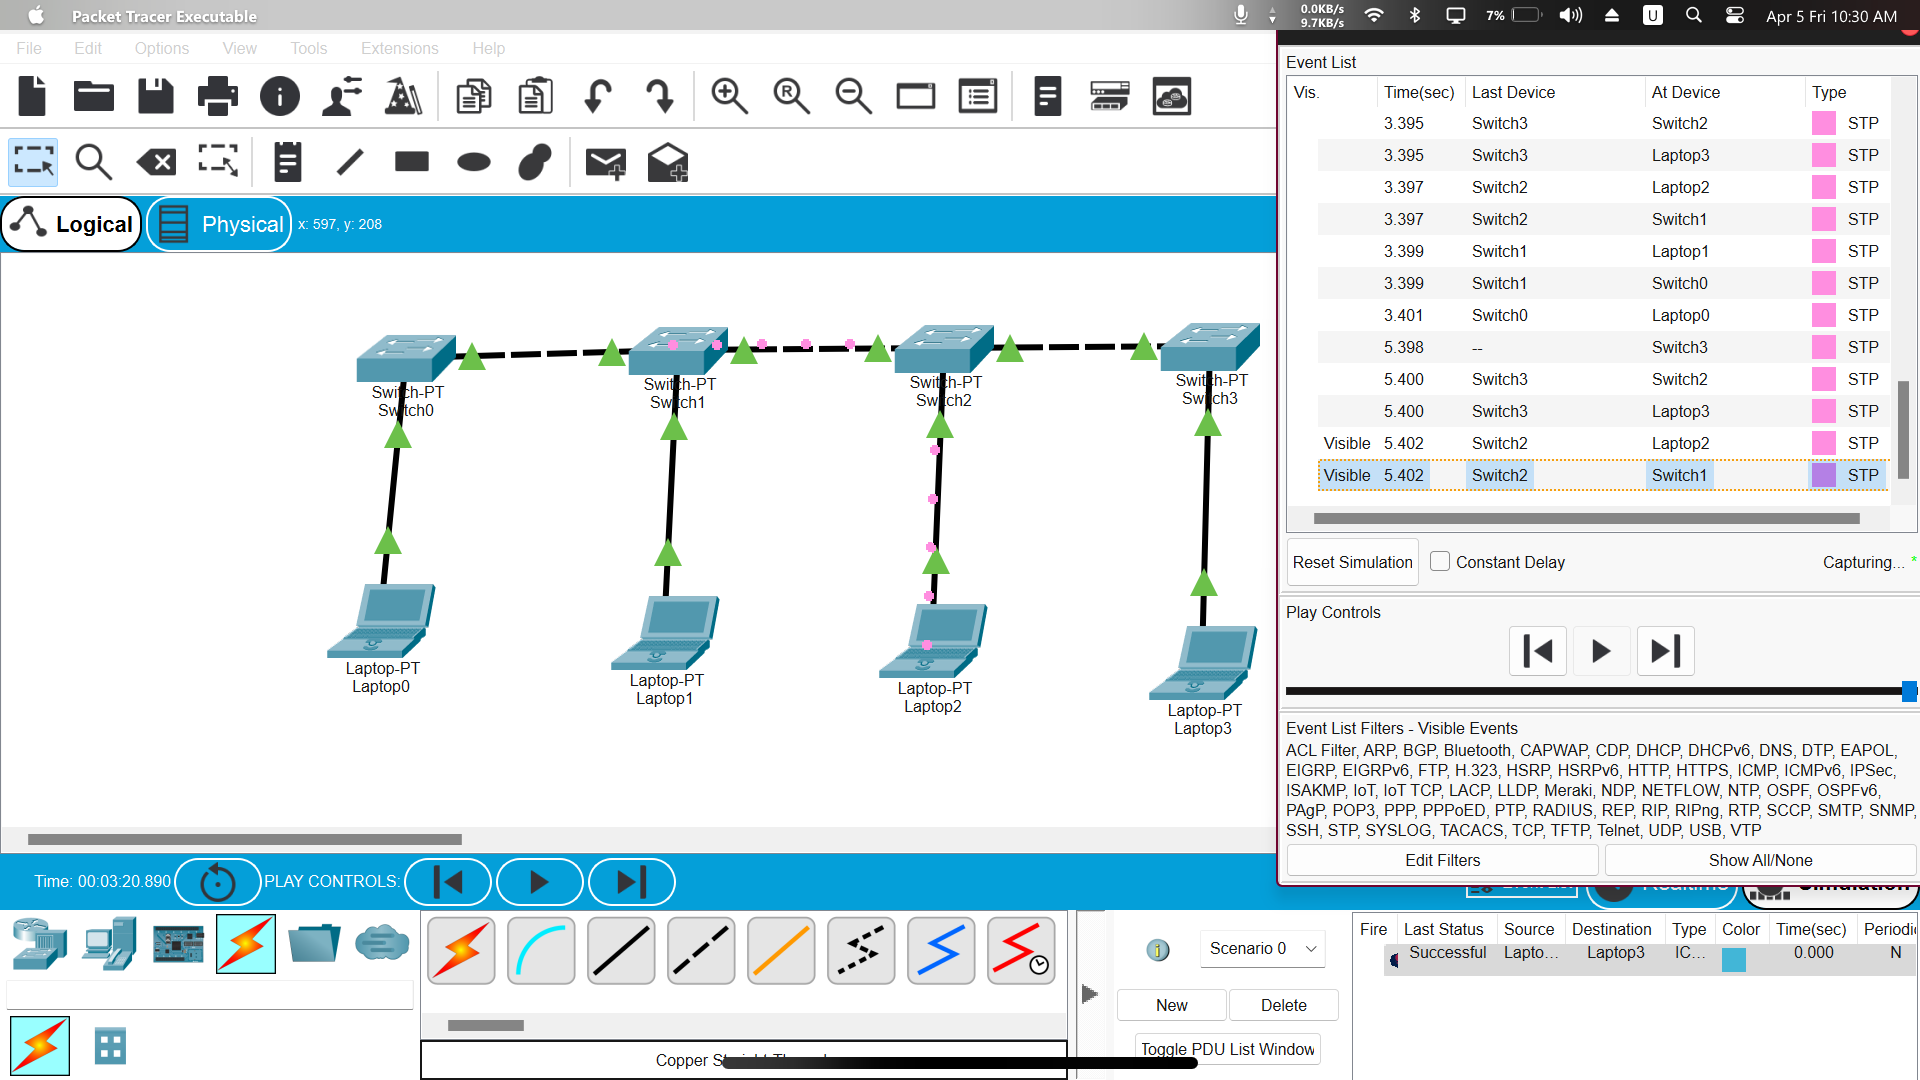 Packet Tracer Executable
0.0KB/s
9.7KB/s
7%
U
Apr 5 Fri 10:30 AM
File Edit Options View Tools Extensions Help
Logical
Physical
x: 597, y: 208
Switch-PT
Switch0
Switch-PT
Switch1
Switch-PT
Switch2
Switch-PT
Switch3
Laptop-PT
Laptop0
Laptop-PT
Laptop1
Laptop-PT
Laptop2
Laptop-PT
Laptop3
Event List
Vis. Time(sec) Last Device At Device Type
3.395 Switch3 Switch2 STP
3.395 Switch3 Laptop3 STP
3.397 Switch2 Laptop2 STP
3.397 Switch2 Switch1 STP
3.399 Switch1 Laptop1 STP
3.399 Switch1 Switch0 STP
3.401 Switch0 Laptop0 STP
5.398 -- Switch3 STP
5.400 Switch3 Switch2 STP
5.400 Switch3 Laptop3 STP
Visible 5.402 Switch2 Laptop2 STP
Visible 5.402 Switch2 Switch1 STP
Reset Simulation
Constant Delay
Capturing... *
Play Controls
Event List Filters - Visible Events
ACL Filter, ARP, BGP, Bluetooth, CAPWAP, CDP, DHCP, DHCPv6, DNS, DTP, EAPOL,
EIGRP, EIGRPv6, FTP, H.323, HSRP, HSRPv6, HTTP, HTTPS, ICMP, ICMPv6, IPSec,
ISAKMP, IoT, IoT TCP, LACP, LLDP, Meraki, NDP, NETFLOW, NTP, OSPF, OSPFv6,
PAgP, POP3, PPP, PPPoED, PTP, RADIUS, REP, RIP, RIPng, RTP, SCCP, SMTP, SNMP,
SSH, STP, SYSLOG, TACACS, TCP, TFTP, Telnet, UDP, USB, VTP
Edit Filters
Show All/None
Time: 00:03:20.890
PLAY CONTROLS:
Event List
Realtime
Simulation
Scenario 0
New
Delete
Toggle PDU List Window
Copper Straight-Through
Fire Last Status Source Destination Type Color Time(sec) Periodic
Successful Lapto... Laptop3 IC... 0.000 N